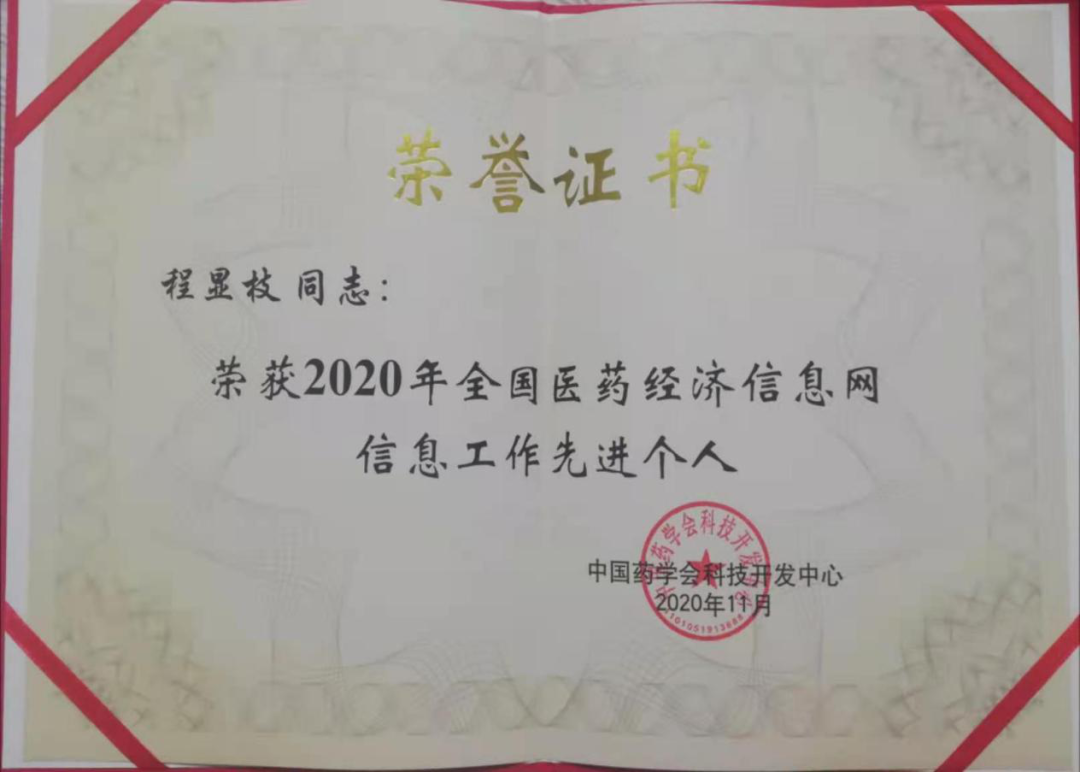 荣誉证书
程显枝 同志：
荣获2020年全国医药经济信息网
信息工作先进个人
中国药学会科技开发中心
2020年11月